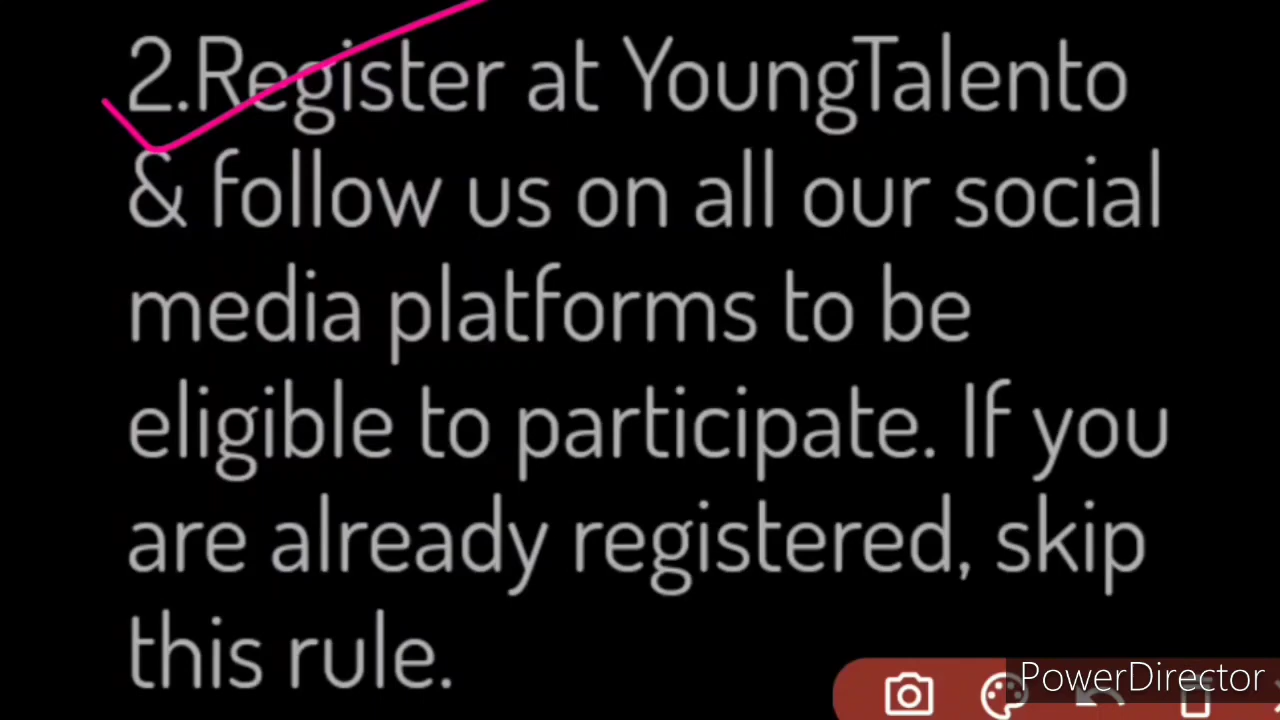 2.Register at YoungTalento
& follow us on all our social
media platforms to be
eligible to participate. If you
are already registered, skip
this rule.
PowerDirector